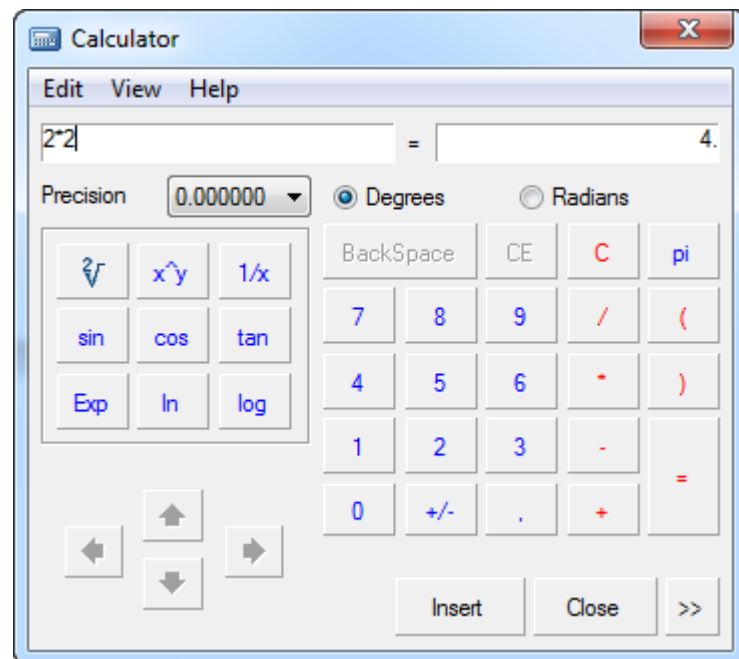 Calculator
Edit View Help
2*2 = 4.
Precision 0.000000 Degrees Radians
BackSpace CE C pi
2√ x^y 1/x
7 8 9 / (
sin cos tan
4 5 6 * )
Exp ln log
1 2 3 - =
0 +/- , +
Insert Close >>